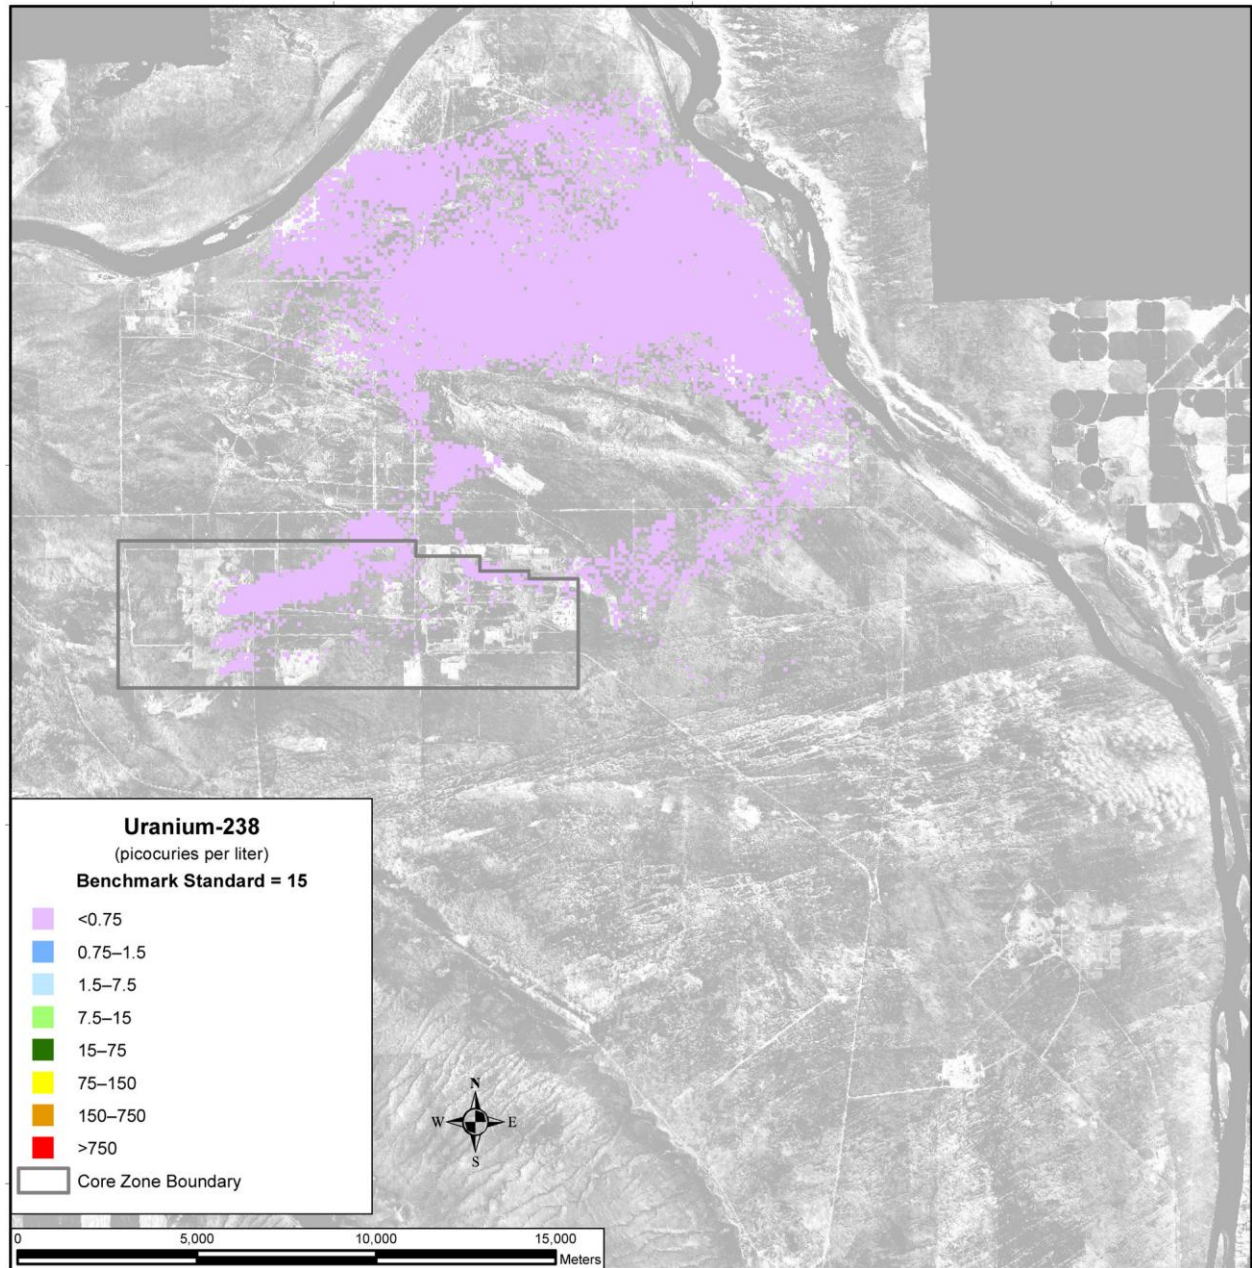 Uranium-238
(picocuries per liter)
Benchmark Standard = 15
<0.75
0.75–1.5
1.5–7.5
7.5–15
15–75
75–150
150–750
>750
Core Zone Boundary
N
W E
S
0 5,000 10,000 15,000
Meters